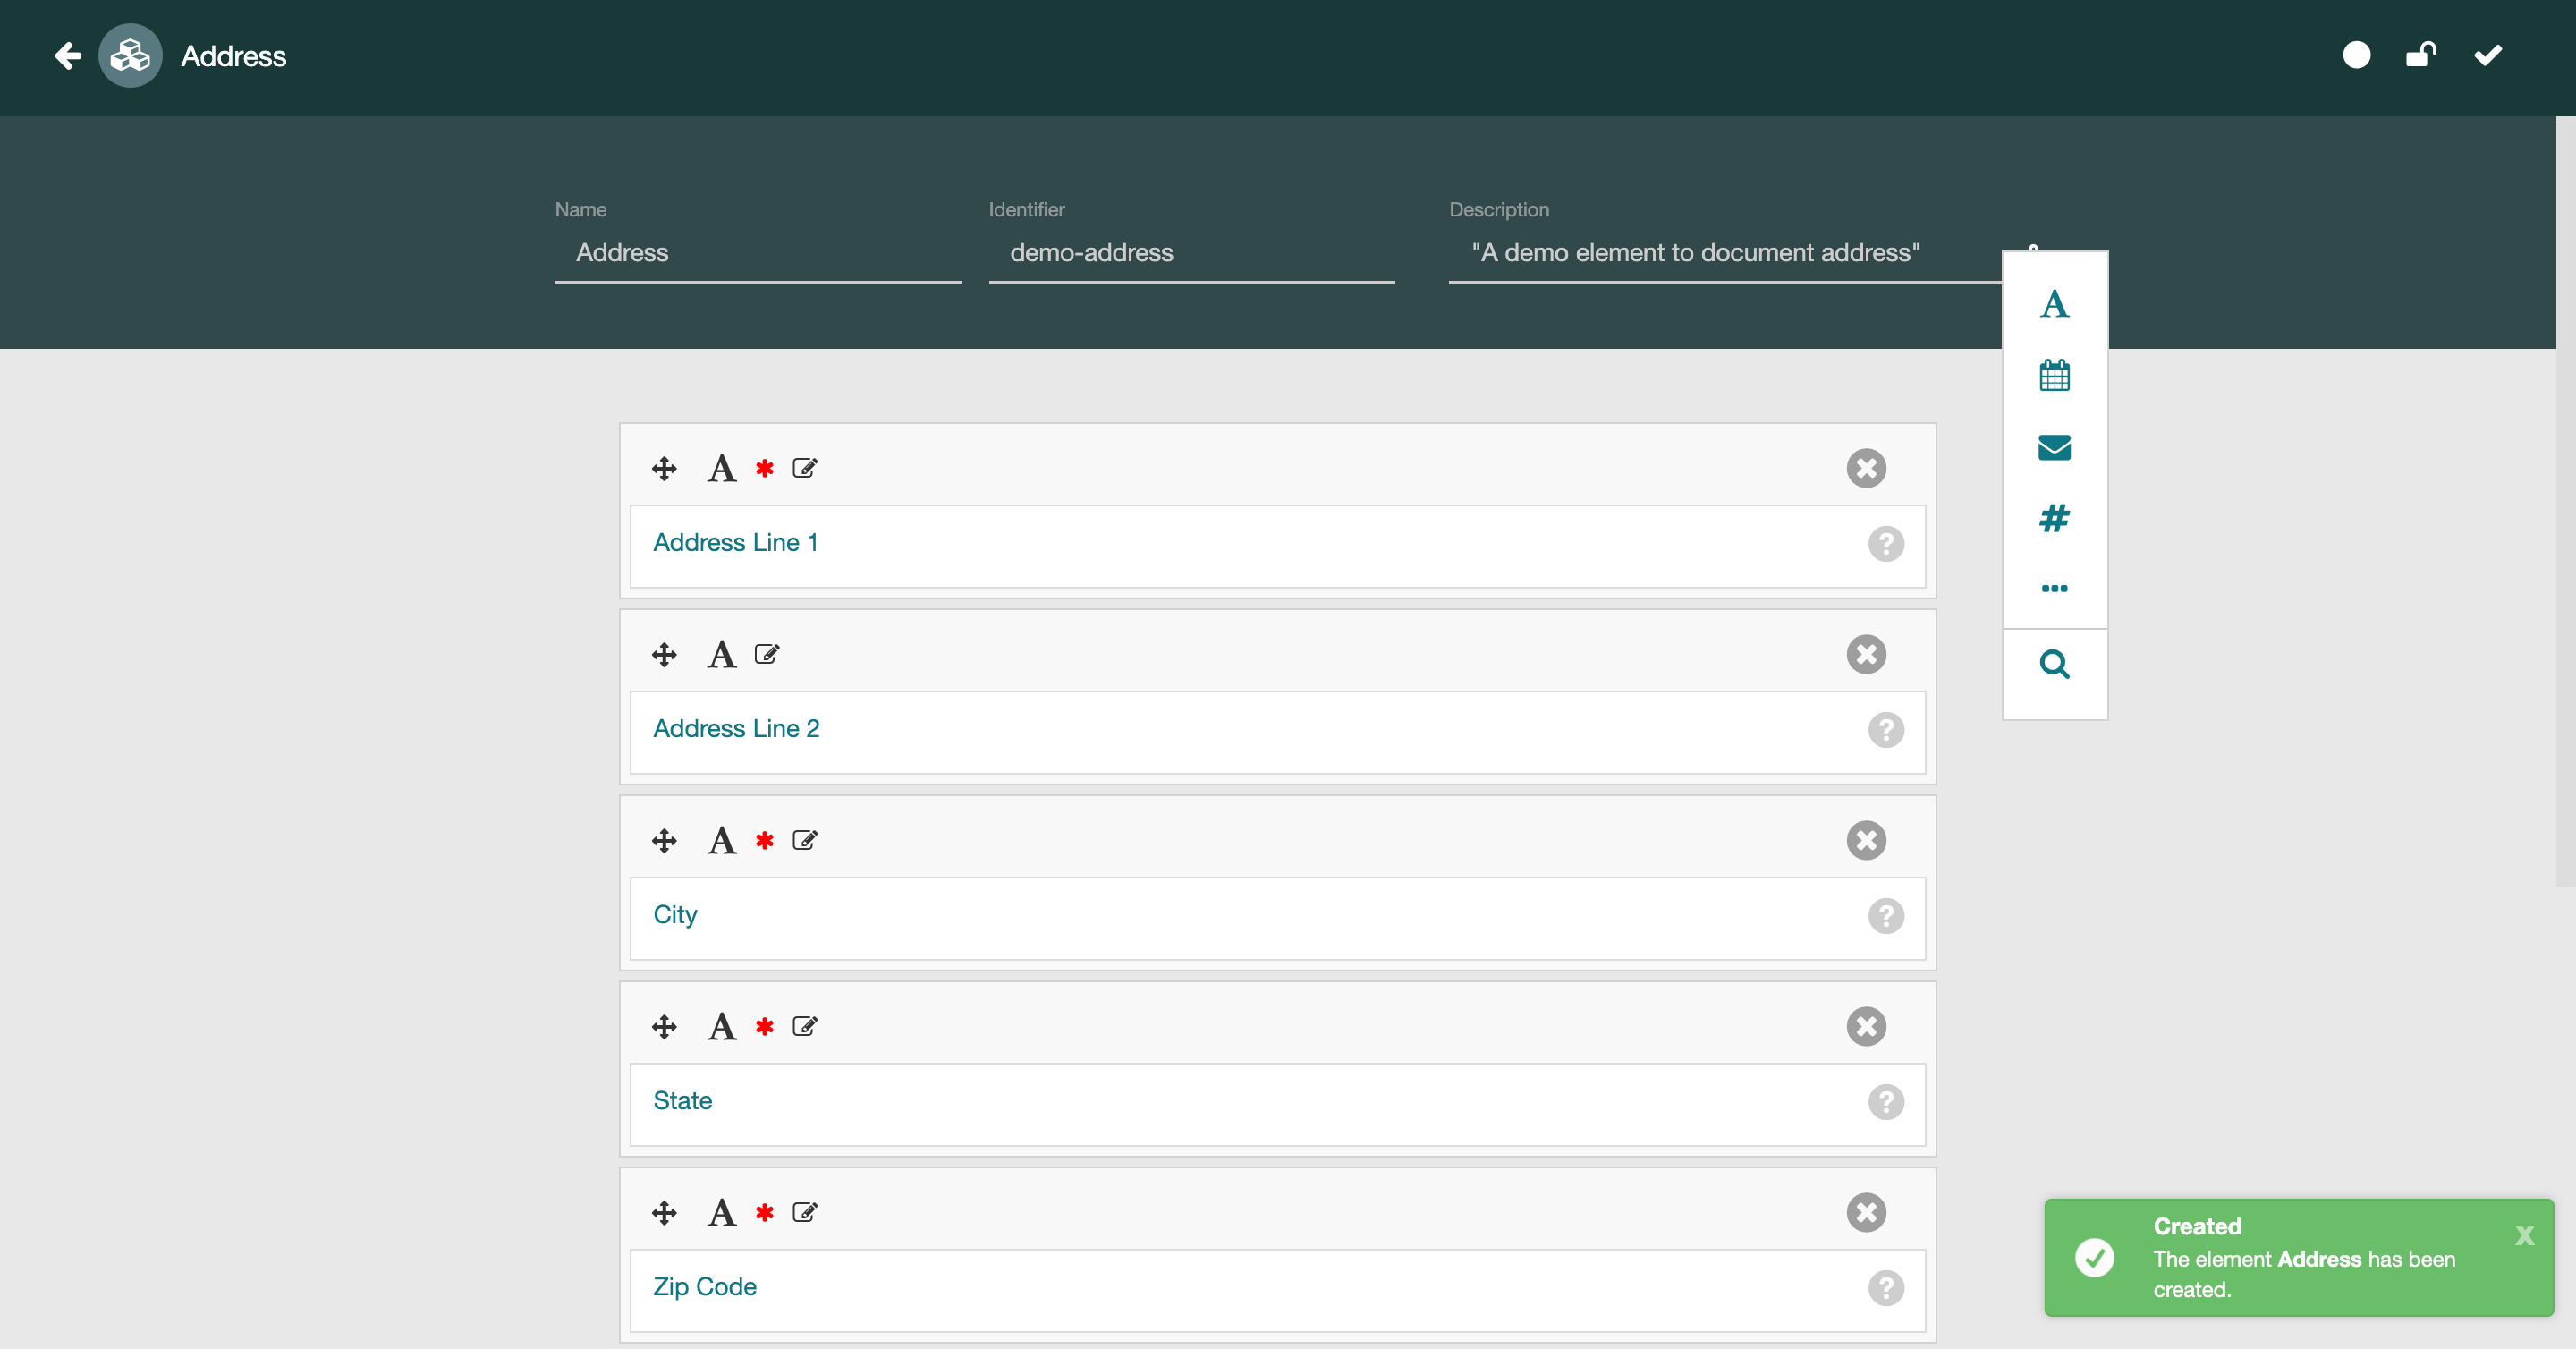 Address
Name
Identifier
Description
Address
demo-address
"A demo element to document address"
Address Line 1
Address Line 2
City
State
Zip Code
Created
The element Address has been
created.